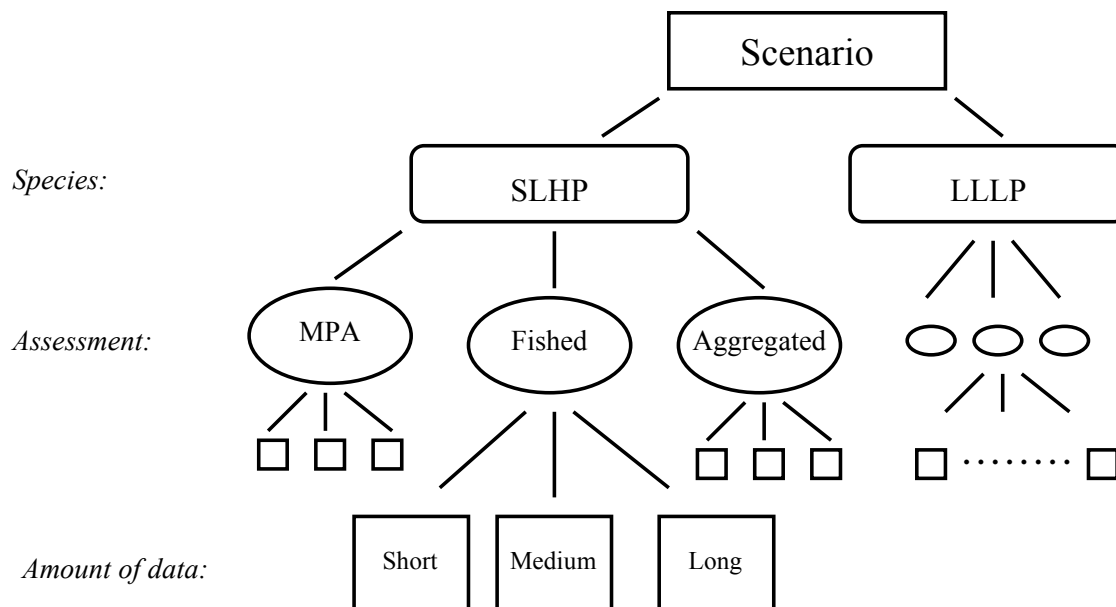 Scenario
Species:
SLHP
LLLP
Assessment:
MPA
Fished
Aggregated
Amount of data:
Short
Medium
Long